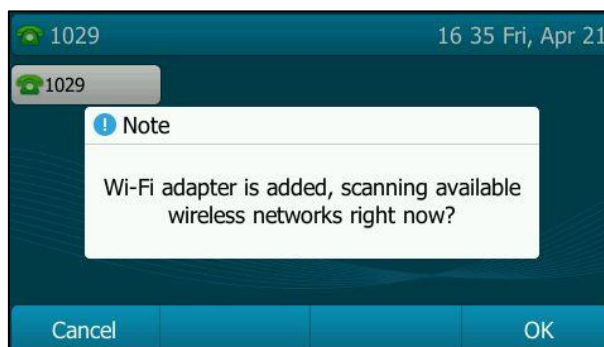 1029
16 35 Fri, Apr 21
1029
Note
Wi-Fi adapter is added, scanning available
wireless networks right now?
Cancel
OK